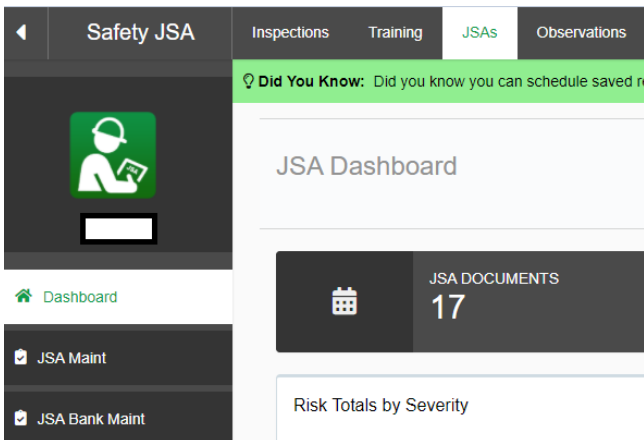 Safety JSA
Inspections Training JSAs Observations
Did You Know: Did you know you can schedule saved
JSA
JSA Dashboard
JSA DOCUMENTS
17
Dashboard
JSA Maint
JSA Bank Maint
Risk Totals by Severity